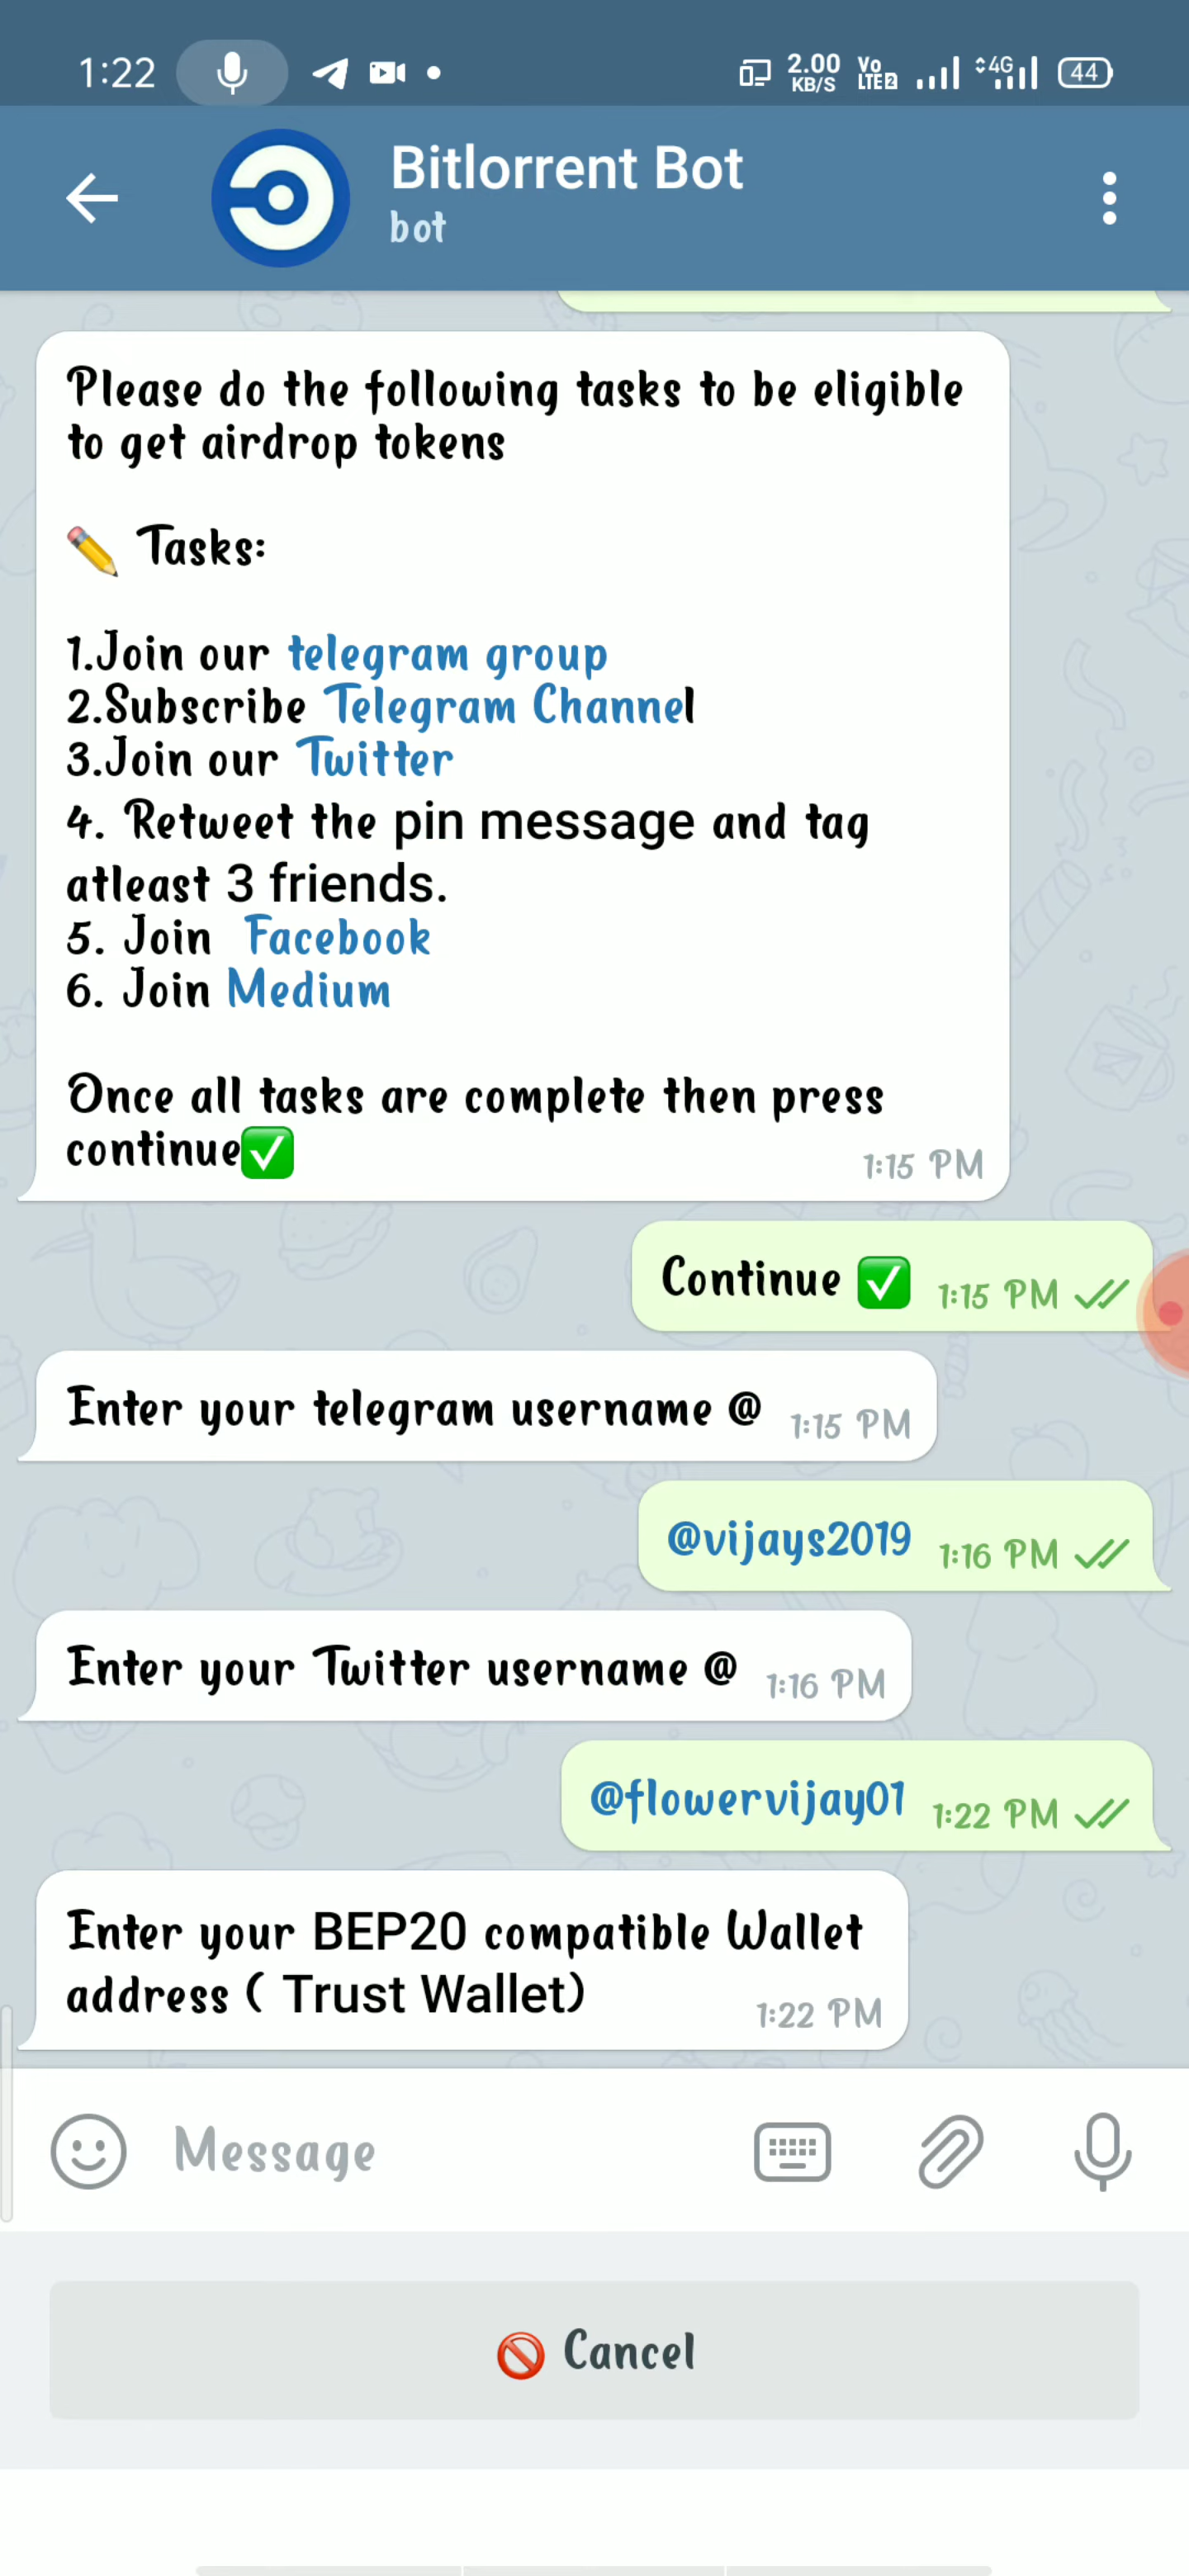 1:22
2.00
KB/S
Vo
LTE2
4G
44
Bitlorrent Bot
bot
Please do the following tasks to be eligible
to get airdrop tokens
✏️ Tasks:
1.Join our telegram group
2.Subscribe Telegram Channel
3.Join our Twitter
4. Retweet the pin message and tag
atleast 3 friends.
5. Join Facebook
6. Join Medium
Once all tasks are complete then press
continue✅
1:15 PM
Continue ✅ 1:15 PM
Enter your telegram username @ 1:15 PM
@vijays2019 1:16 PM
Enter your Twitter username @ 1:16 PM
@flowervijay01 1:22 PM
Enter your BEP20 compatible Wallet
address ( Trust Wallet)
1:22 PM
Message
🚫 Cancel